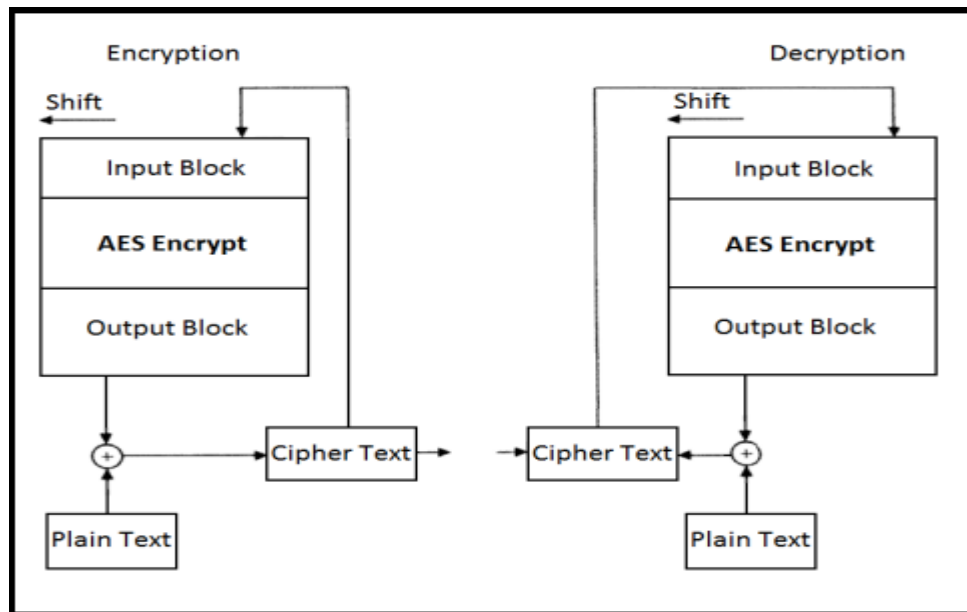 Encryption
Shift
Input Block
AES Encrypt
Output Block
Cipher Text
Plain Text
Decryption
Shift
Input Block
AES Encrypt
Output Block
Cipher Text
Plain Text